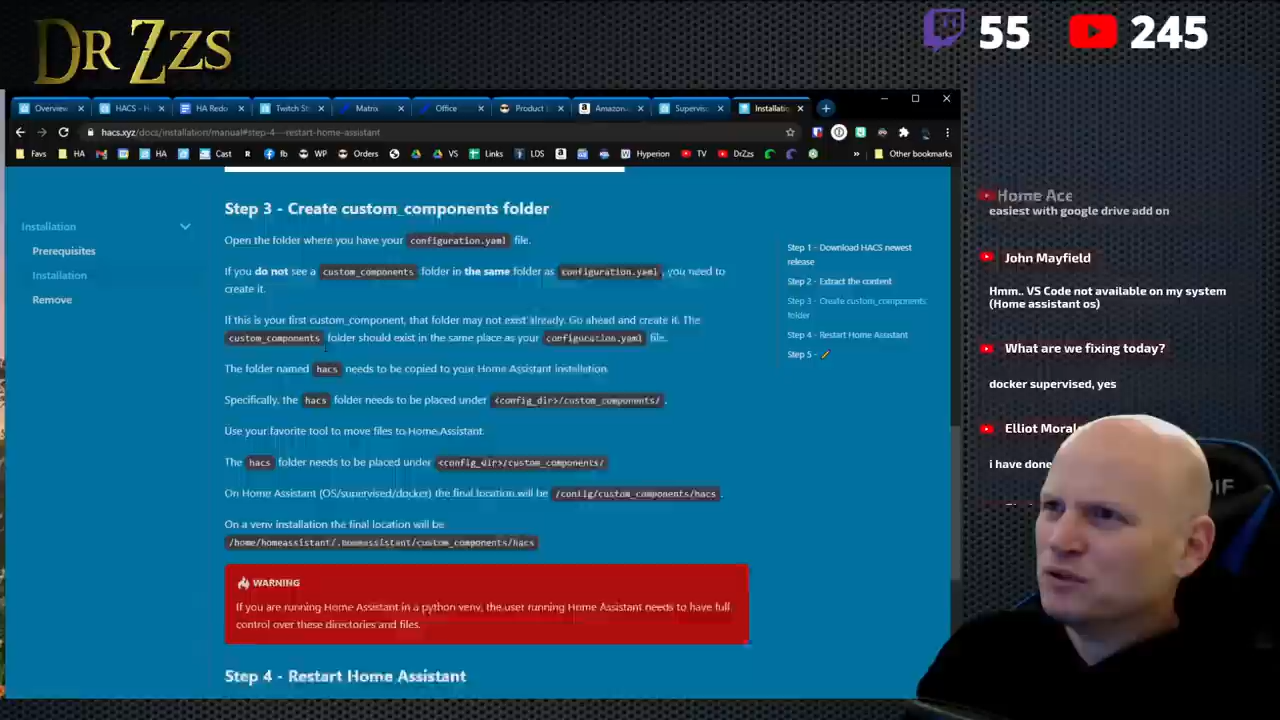 DR ZZS
55
245
Overview
HACS - H
HA Redo
Twitch St
Matrix
Office
Product
Amazon
Supervis
Installatio
hacs.xyz/docs/installation/manual#step-4---restart-home-assistant
Favs
HA
HA
Cast
R
fb
WP
Orders
VS
Links
LDS
Hyperion
TV
DrZzs
»
Other bookmarks
Installation
Prerequisites
Installation
Remove
Step 3 - Create custom_components folder
Open the folder where you have your configuration.yaml file.
If you do not see a custom_components folder in the same folder as configuration.yaml, you need to
create it.
If this is your first custom_component, that folder may not exist already. Go ahead and create it. The
custom_components folder should exist in the same place as your configuration.yaml file.
The folder named hacs needs to be copied to your Home Assistant installation.
Specifically, the hacs folder needs to be placed under <config_dir>/custom_components/.
Use your favorite tool to move files to Home Assistant.
The hacs folder needs to be placed under <config_dir>/custom_components/
On Home Assistant (OS/supervised/docker) the final location will be /config/custom_components/hacs.
On a venv installation the final location will be
/home/homeassistant/.homeassistant/custom_components/hacs
WARNING
If you are running Home Assistant in a python venv, the user running Home Assistant needs to have full
control over these directories and files.
Step 4 - Restart Home Assistant
Step 1 - Download HACS newest
release
Step 2 - Extract the content
Step 3 - Create custom_components
folder
Step 4 - Restart Home Assistant
Step 5 -
Home Ace
easiest with google drive add on
John Mayfield
Hmm.. VS Code not available on my system
(Home assistant os)
What are we fixing today?
docker supervised, yes
Elliot Morale
i have done